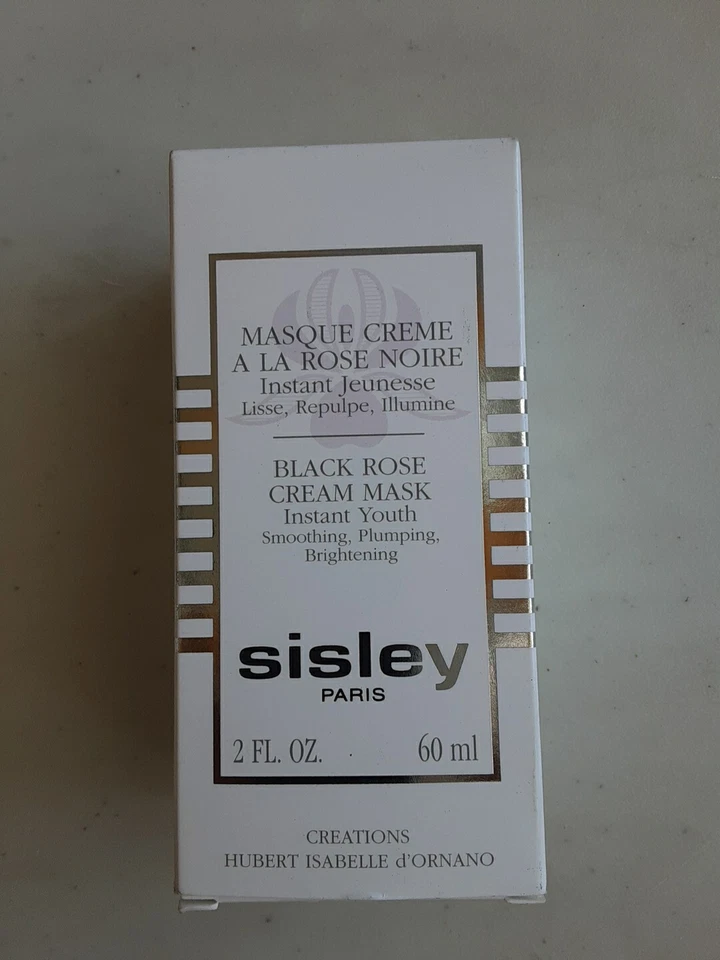 MASQUE CREME
A LA ROSE NOIRE
Instant Jeunesse
Lisse, Repulpe, Illumine
BLACK ROSE
CREAM MASK
Instant Youth
Smoothing, Plumping,
Brightening
sisley
PARIS
2 FL. OZ. 60 ml
CREATIONS
HUBERT ISABELLE d'ORNANO